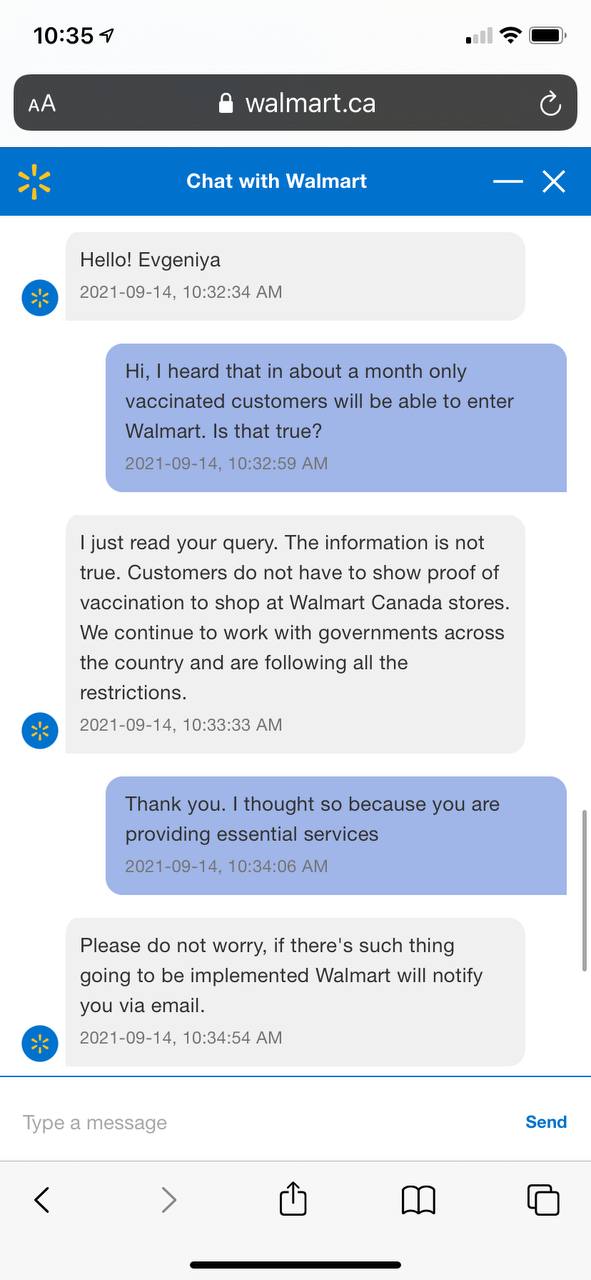 10:35
AA walmart.ca
Chat with Walmart
Hello! Evgeniya
2021-09-14, 10:32:34 AM
Hi, I heard that in about a month only
vaccinated customers will be able to enter
Walmart. Is that true?
2021-09-14, 10:32:59 AM
I just read your query. The information is not
true. Customers do not have to show proof of
vaccination to shop at Walmart Canada stores.
We continue to work with governments across
the country and are following all the
restrictions.
2021-09-14, 10:33:33 AM
Thank you. I thought so because you are
providing essential services
2021-09-14, 10:34:06 AM
Please do not worry, if there's such thing
going to be implemented Walmart will notify
you via email.
2021-09-14, 10:34:54 AM
Type a message Send